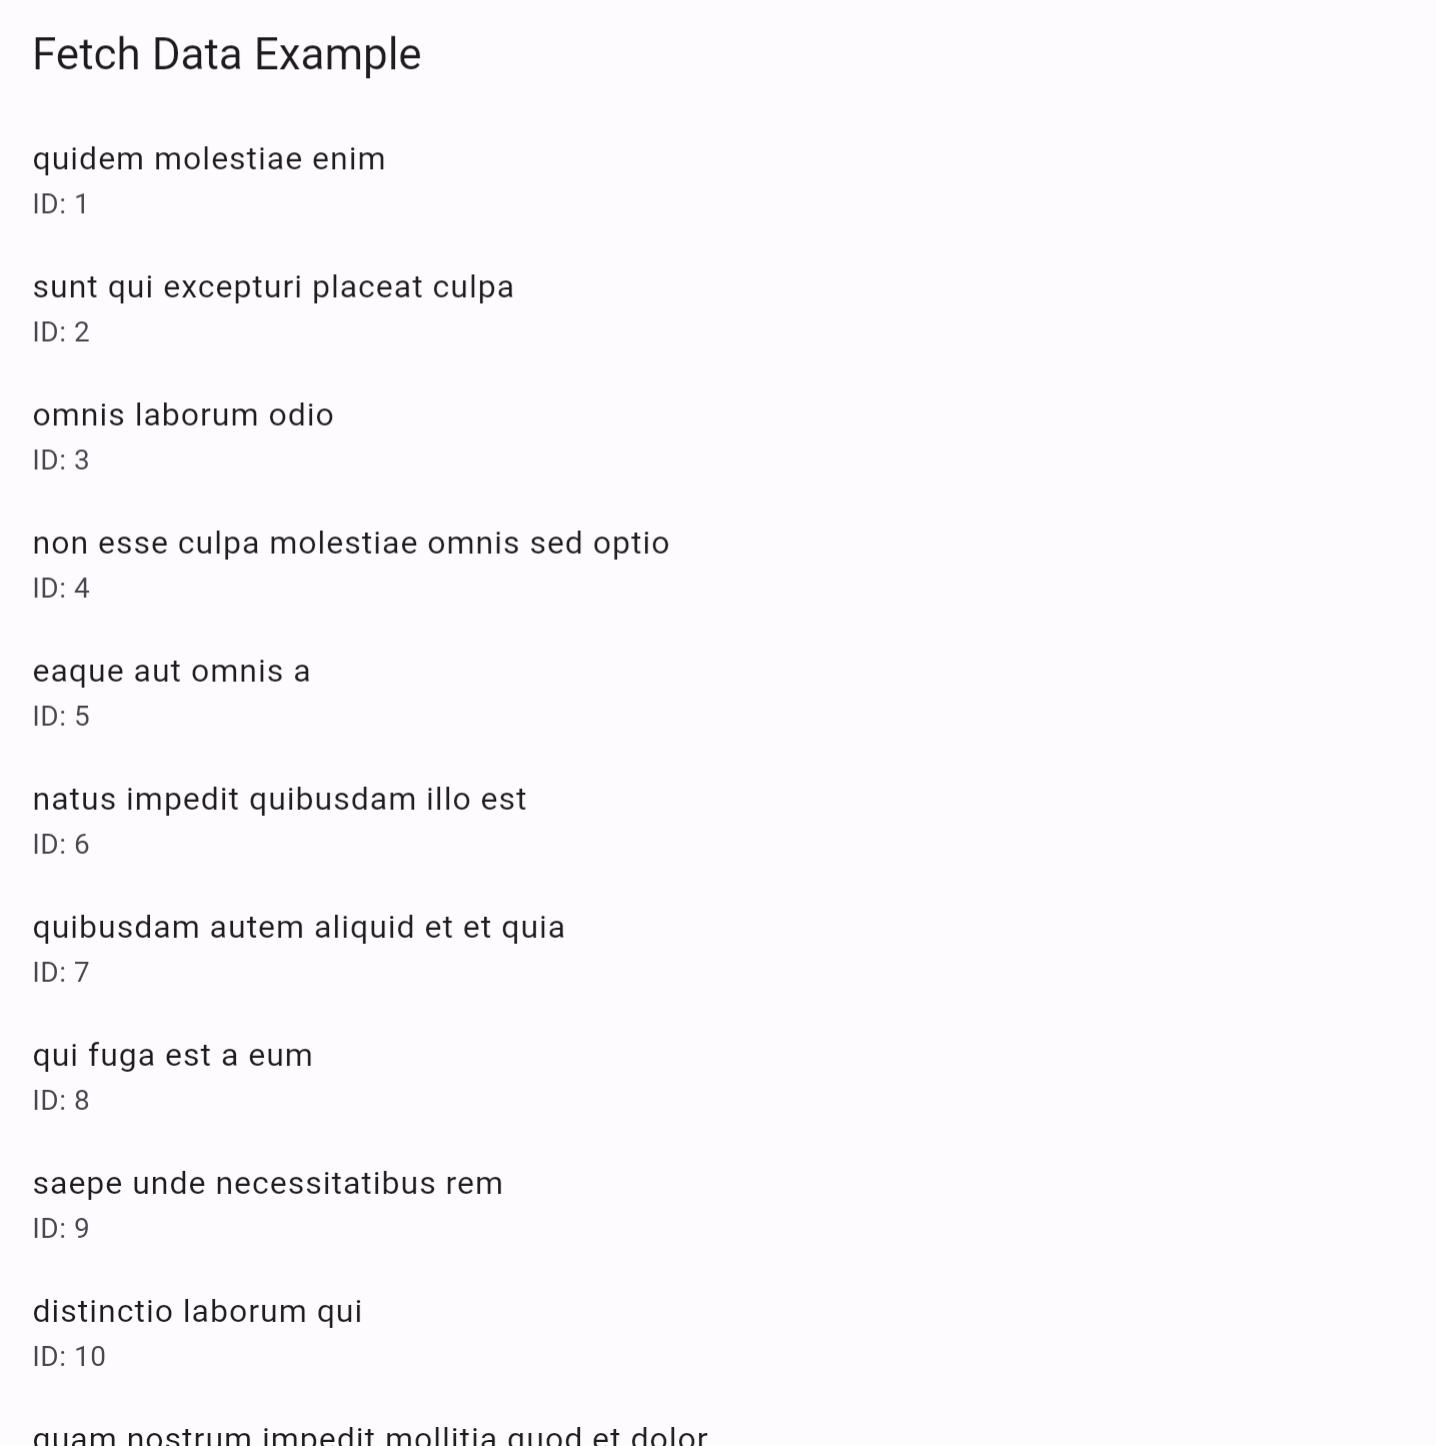 Fetch Data Example
quidem molestiae enim
ID: 1
sunt qui excepturi placeat culpa
ID: 2
omnis laborum odio
ID: 3
non esse culpa molestiae omnis sed optio
ID: 4
eaque aut omnis a
ID: 5
natus impedit quibusdam illo est
ID: 6
quibusdam autem aliquid et et quia
ID: 7
qui fuga est a eum
ID: 8
saepe unde necessitatibus rem
ID: 9
distinctio laborum qui
ID: 10
quam nostrum impedit mollitia quod et dolor